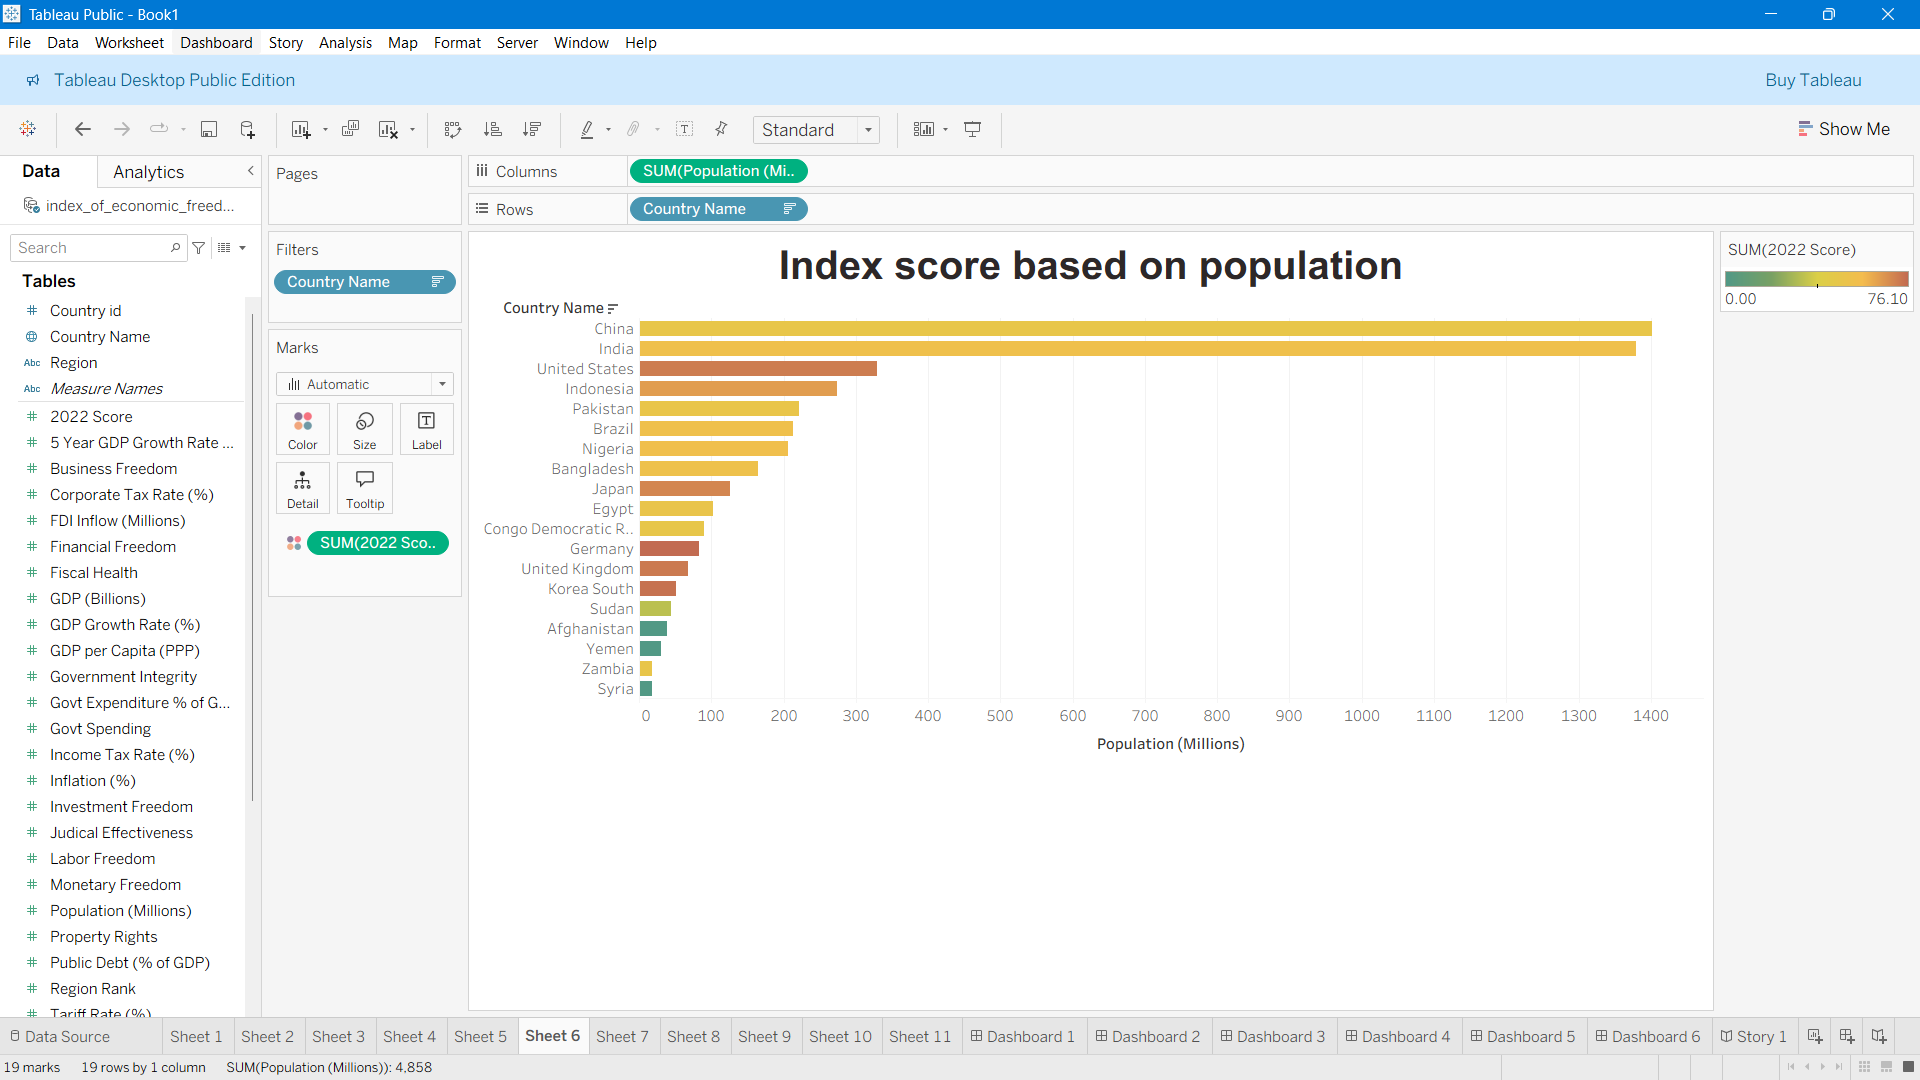 Tableau Public - Book1
File Data Worksheet Dashboard Story Analysis Map Format Server Window Help
Tableau Desktop Public Edition
Buy Tableau
Standard
Show Me
Data
Analytics
index_of_economic_freed...
Search
Tables
Country id
Country Name
Abc Region
Abc Measure Names
2022 Score
5 Year GDP Growth Rate ...
Business Freedom
Corporate Tax Rate (%)
FDI Inflow (Millions)
Financial Freedom
Fiscal Health
GDP (Billions)
GDP Growth Rate (%)
GDP per Capita (PPP)
Government Integrity
Govt Expenditure % of G...
Govt Spending
Income Tax Rate (%)
Inflation (%)
Investment Freedom
Judical Effectiveness
Labor Freedom
Monetary Freedom
Population (Millions)
Property Rights
Public Debt (% of GDP)
Region Rank
Tariff Rate (%)
Pages
Filters
Country Name
Marks
Automatic
Color
Size
Label
Detail
Tooltip
SUM(2022 Sco..
Columns
SUM(Population (Mi..
Rows
Country Name
Index score based on population
Country Name
China
India
United States
Indonesia
Pakistan
Brazil
Nigeria
Bangladesh
Japan
Egypt
Congo Democratic R..
Germany
United Kingdom
Korea South
Sudan
Afghanistan
Yemen
Zambia
Syria
0 100 200 300 400 500 600 700 800 900 1000 1100 1200 1300 1400
Population (Millions)
SUM(2022 Score)
0.00 76.10
Data Source
Sheet 1
Sheet 2
Sheet 3
Sheet 4
Sheet 5
Sheet 6
Sheet 7
Sheet 8
Sheet 9
Sheet 10
Sheet 11
Dashboard 1
Dashboard 2
Dashboard 3
Dashboard 4
Dashboard 5
Dashboard 6
Story 1
19 marks
19 rows by 1 column
SUM(Population (Millions)): 4,858